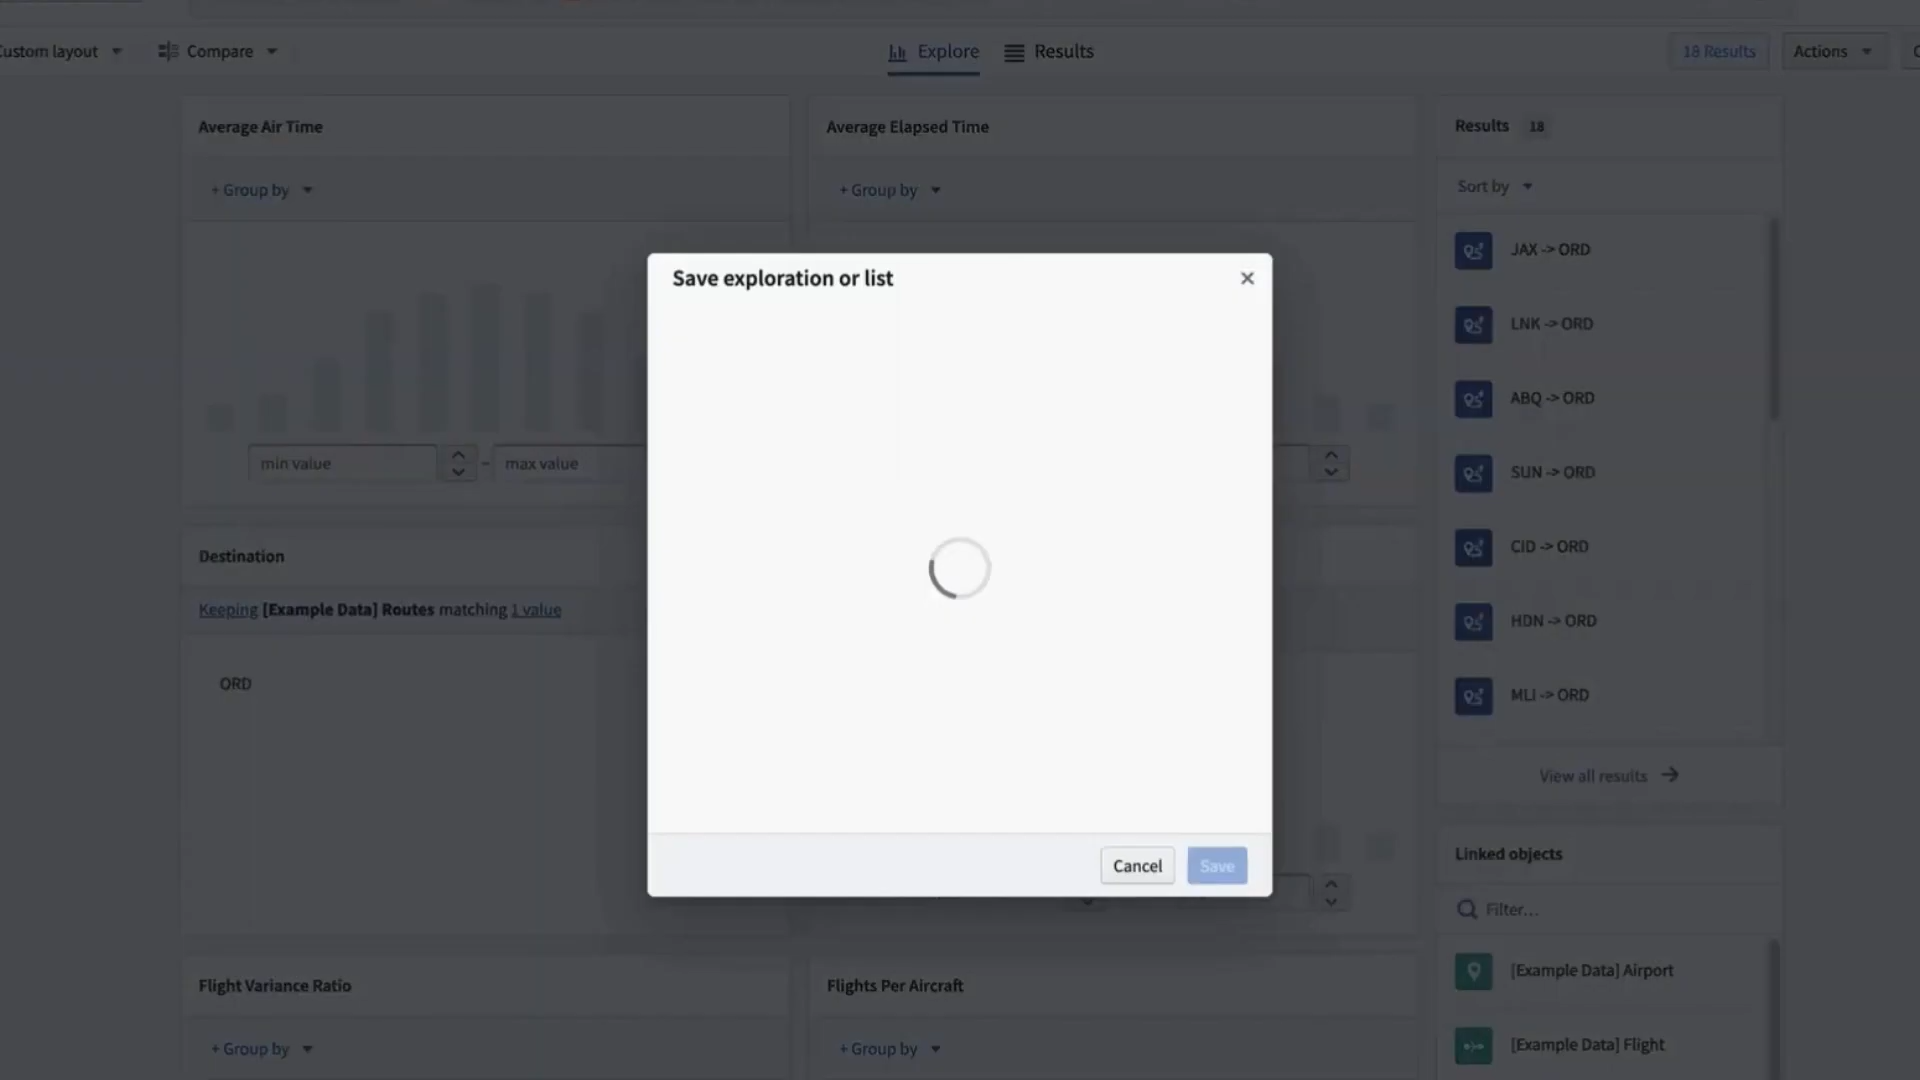 Custom layout
Compare
Explore
Results
18 Results
Actions
Average Air Time
+ Group by
min value
–
max value
Average Elapsed Time
+ Group by
Save exploration or list
Cancel
Save
Destination
Keeping [Example Data] Routes matching 1 value
ORD
Flight Variance Ratio
+ Group by
Flights Per Aircraft
+ Group by
Results 18
Sort by
JAX -> ORD
LNK -> ORD
ABQ -> ORD
SUN -> ORD
CID -> ORD
HDN -> ORD
MLI -> ORD
View all results
Linked objects
Filter...
[Example Data] Airport
[Example Data] Flight